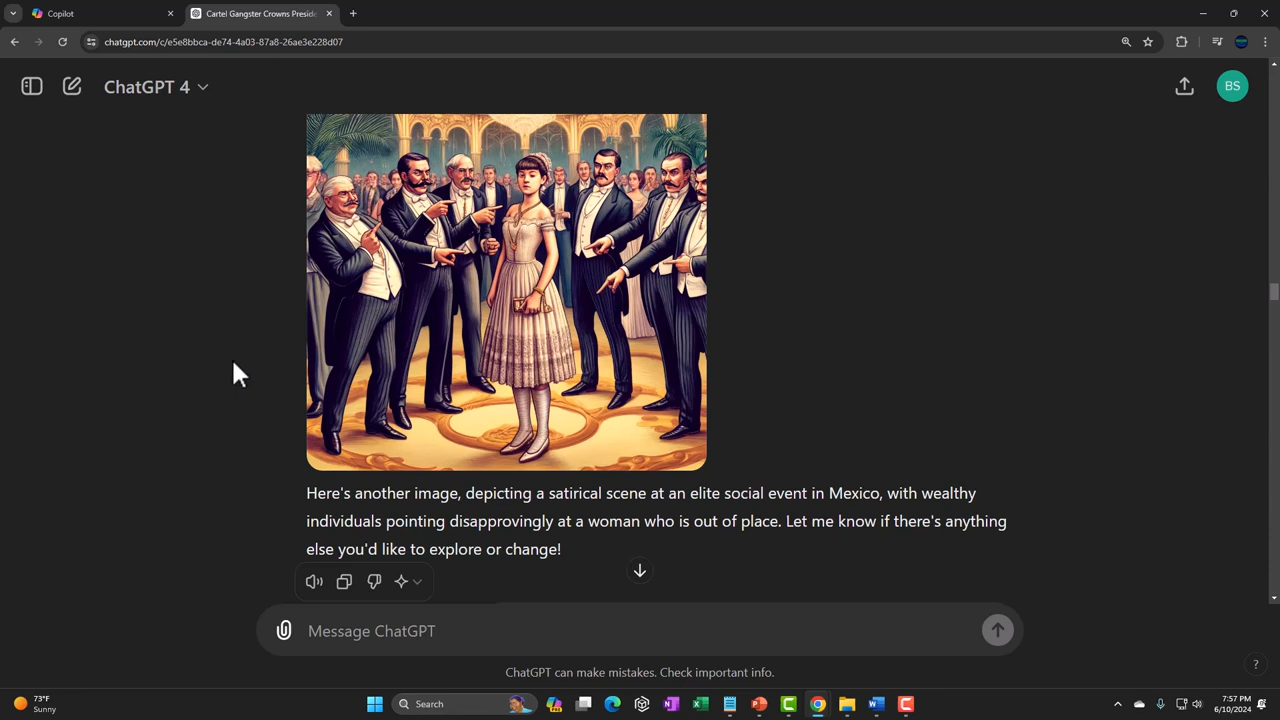 Copilot
Cartel Gangster Crowns Preside
chatgpt.com/c/e5e8bbca-de74-4a03-87a8-26ae3e228d07
ChatGPT 4
BS
Here's another image, depicting a satirical scene at an elite social event in Mexico, with wealthy
individuals pointing disapprovingly at a woman who is out of place. Let me know if there's anything
else you'd like to explore or change!
Message ChatGPT
ChatGPT can make mistakes. Check important info.
?
73°F
Sunny
Search
7:57 PM
6/10/2024